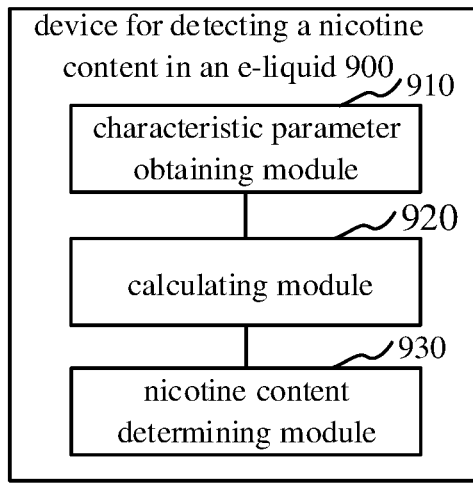 device for detecting a nicotine
content in an e-liquid 900
910
characteristic parameter
obtaining module
920
calculating module
930
nicotine content
determining module